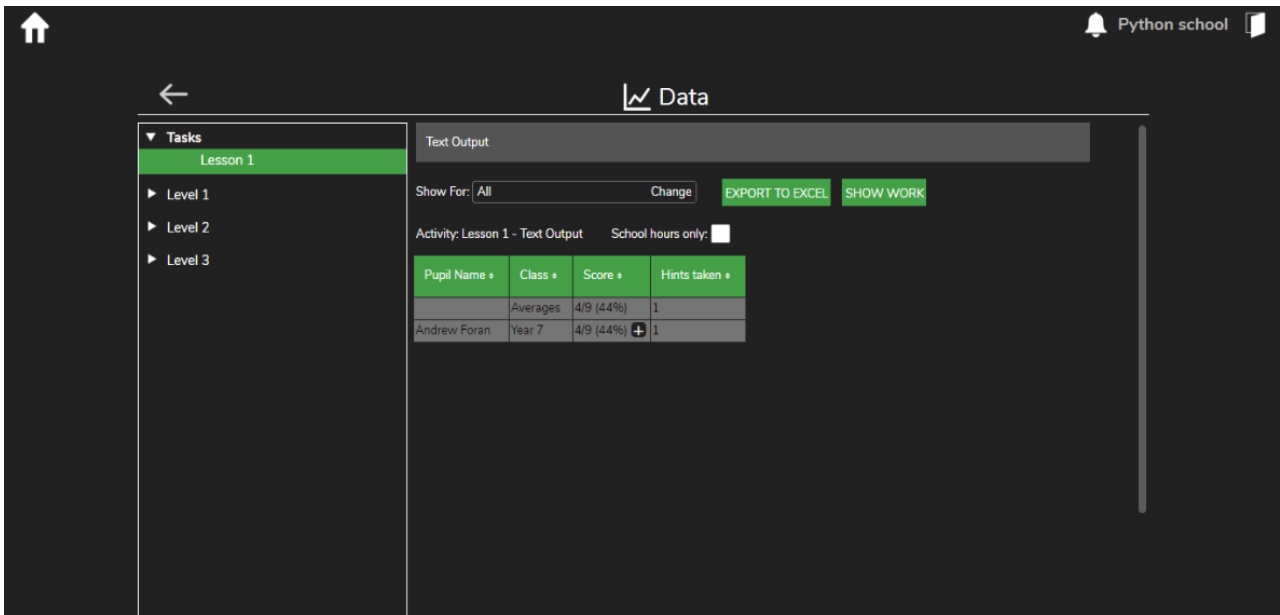 Python school
Data
Tasks
Lesson 1
Level 1
Level 2
Level 3
Text Output
Show For: All Change EXPORT TO EXCEL SHOW WORK
Activity: Lesson 1 - Text Output School hours only:
Pupil Name Class Score Hints taken
Averages 4/9 (44%) 1
Andrew Foran Year 7 4/9 (44%) 1